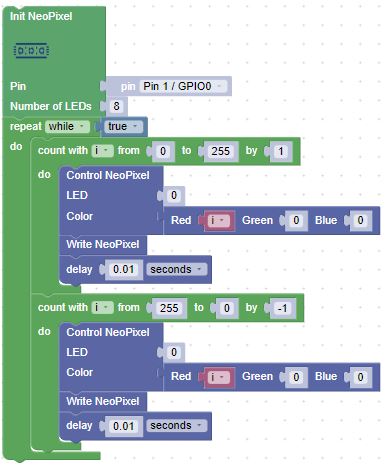 Init NeoPixel
Pin pin Pin 1 / GPIO0
Number of LEDs 8
repeat while true
do count with i from 0 to 255 by 1
do Control NeoPixel
LED 0
Color Red i Green 0 Blue 0
Write NeoPixel
delay 0.01 seconds
count with i from 255 to 0 by -1
do Control NeoPixel
LED 0
Color Red i Green 0 Blue 0
Write NeoPixel
delay 0.01 seconds